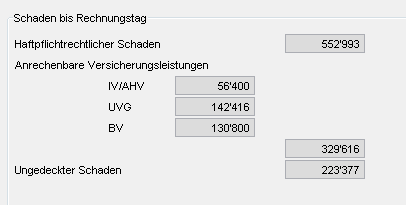 Schaden bis Rechnungstag
Haftpflichtrechtlicher Schaden 552'993
Anrechenbare Versicherungsleistungen
IV/AHV 56'400
UVG 142'416
BV 130'800
329'616
Ungedeckter Schaden 223'377